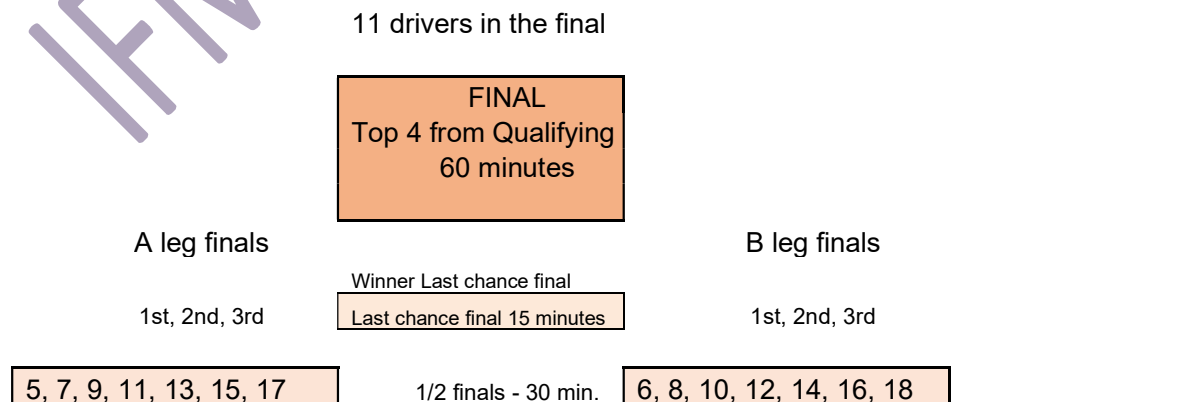 11 drivers in the final
FINAL
Top 4 from Qualifying
60 minutes
A leg finals
B leg finals
Winner Last chance final
1st, 2nd, 3rd
Last chance final 15 minutes
1st, 2nd, 3rd
5, 7, 9, 11, 13, 15, 17
1/2 finals - 30 min.
6, 8, 10, 12, 14, 16, 18